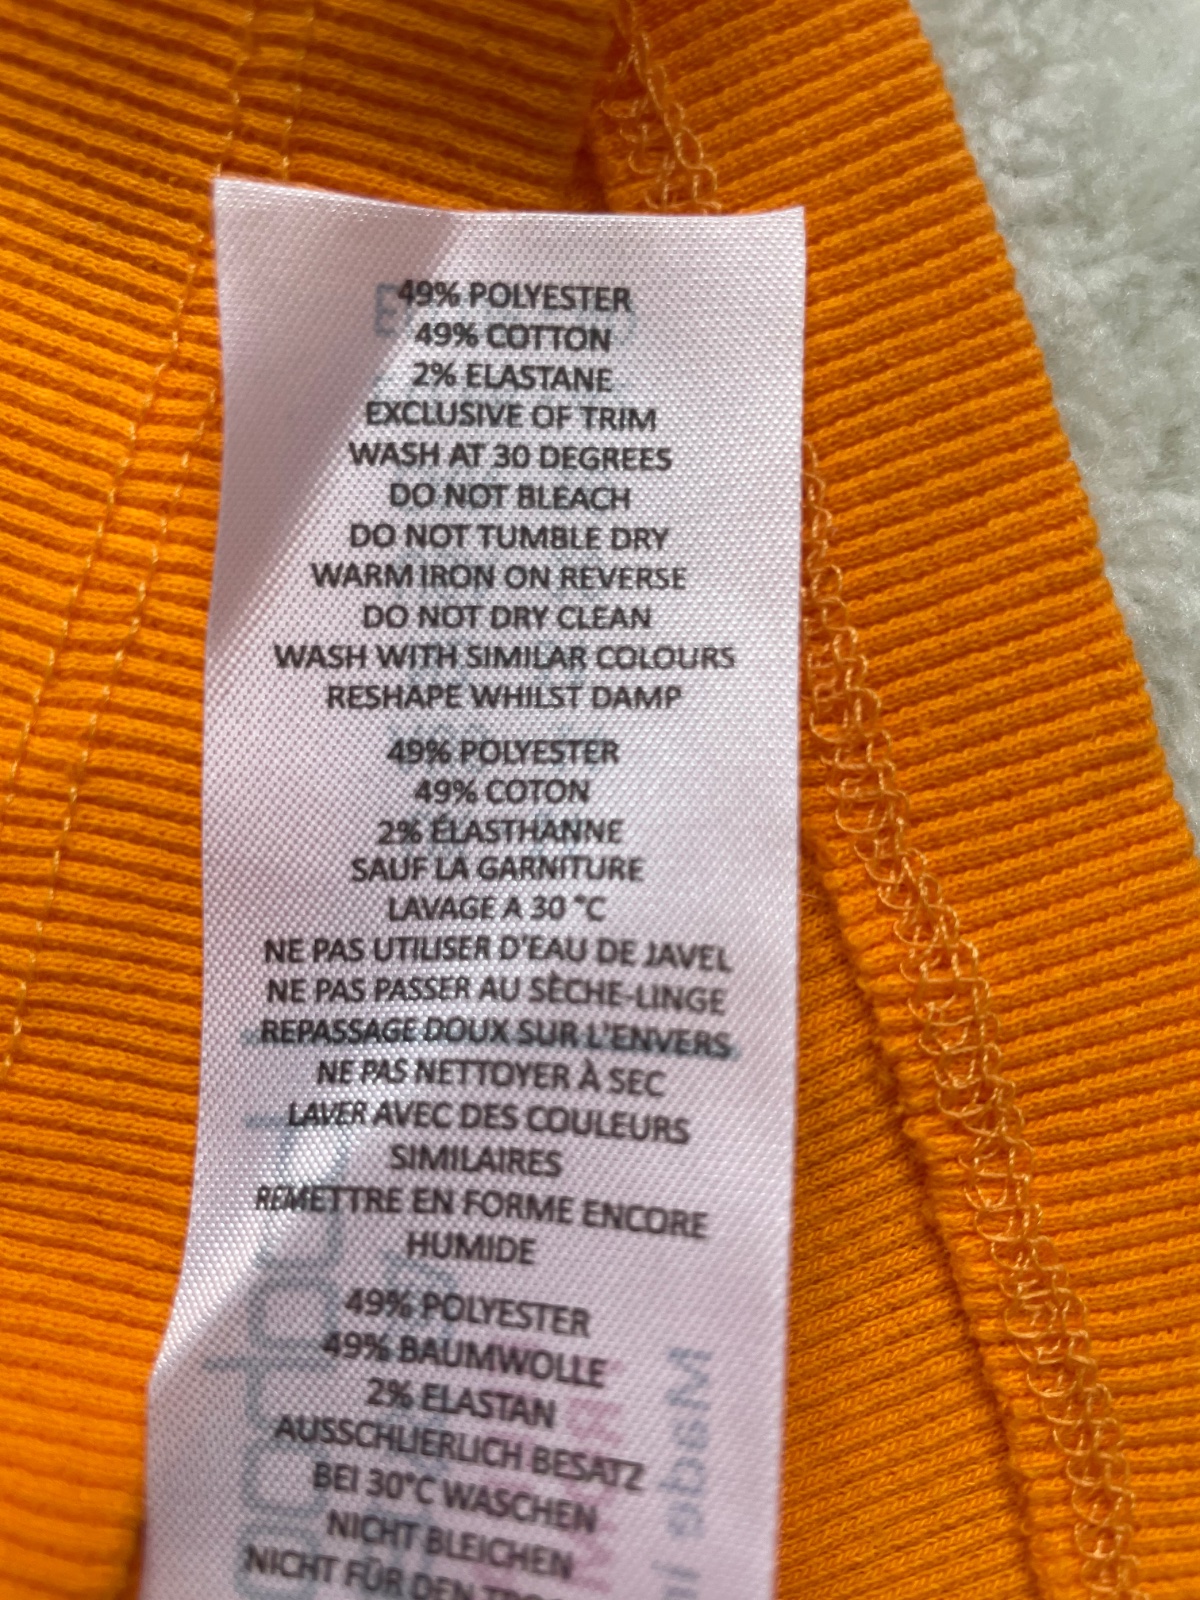 49% POLYESTER
49% COTTON
2% ELASTANE
EXCLUSIVE OF TRIM
WASH AT 30 DEGREES
DO NOT BLEACH
DO NOT TUMBLE DRY
WARM IRON ON REVERSE
DO NOT DRY CLEAN
WASH WITH SIMILAR COLOURS
RESHAPE WHILST DAMP
49% POLYESTER
49% COTON
2% ÉLASTHANNE
SAUF LA GARNITURE
LAVAGE A 30 °C
NE PAS UTILISER D'EAU DE JAVEL
NE PAS PASSER AU SÈCHE-LINGE
REPASSAGE DOUX SUR L'ENVERS
NE PAS NETTOYER À SEC
LAVER AVEC DES COULEURS
SIMILAIRES
REMETTRE EN FORME ENCORE
HUMIDE
49% POLYESTER
49% BAUMWOLLE
2% ELASTAN
AUSSCHLIERLICH BESATZ
BEI 30°C WASCHEN
NICHT BLEICHEN
NICHT FÜR DEN